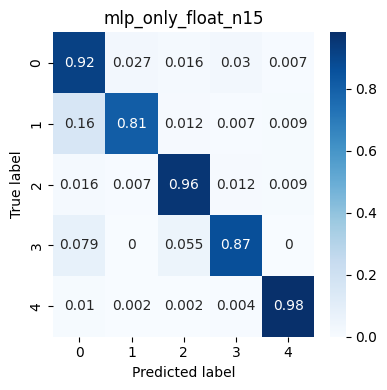 mlp_only_float_n15
True label
0 0.92 0.027 0.016 0.03 0.007
1 0.16 0.81 0.012 0.007 0.009
2 0.016 0.007 0.96 0.012 0.009
3 0.079 0 0.055 0.87 0
4 0.01 0.002 0.002 0.004 0.98
0 1 2 3 4
Predicted label
0.8
0.6
0.4
0.2
0.0